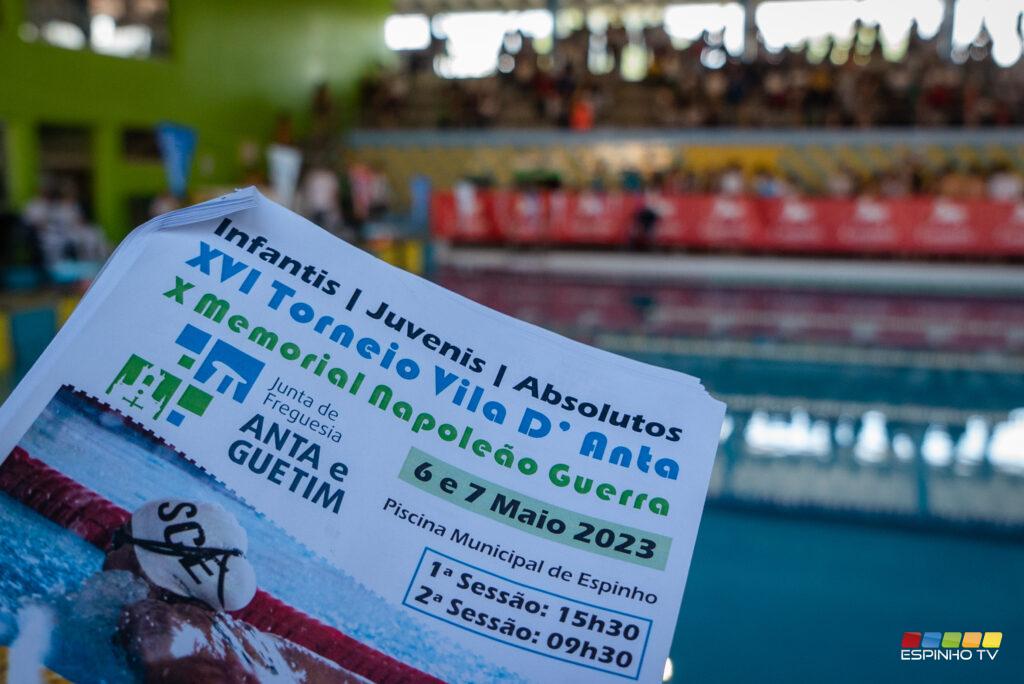 Infantis | Juvenis | Absolutos
XVI Torneio Vila D' Anta
X Memorial Napoleão Guerra
Junta de
Freguesia
ANTA e
GUETIM
6 e 7 Maio 2023
Piscina Municipal de Espinho
1ª Sessão: 15h30
2ª Sessão: 09h30
SCE
ESPINHO TV